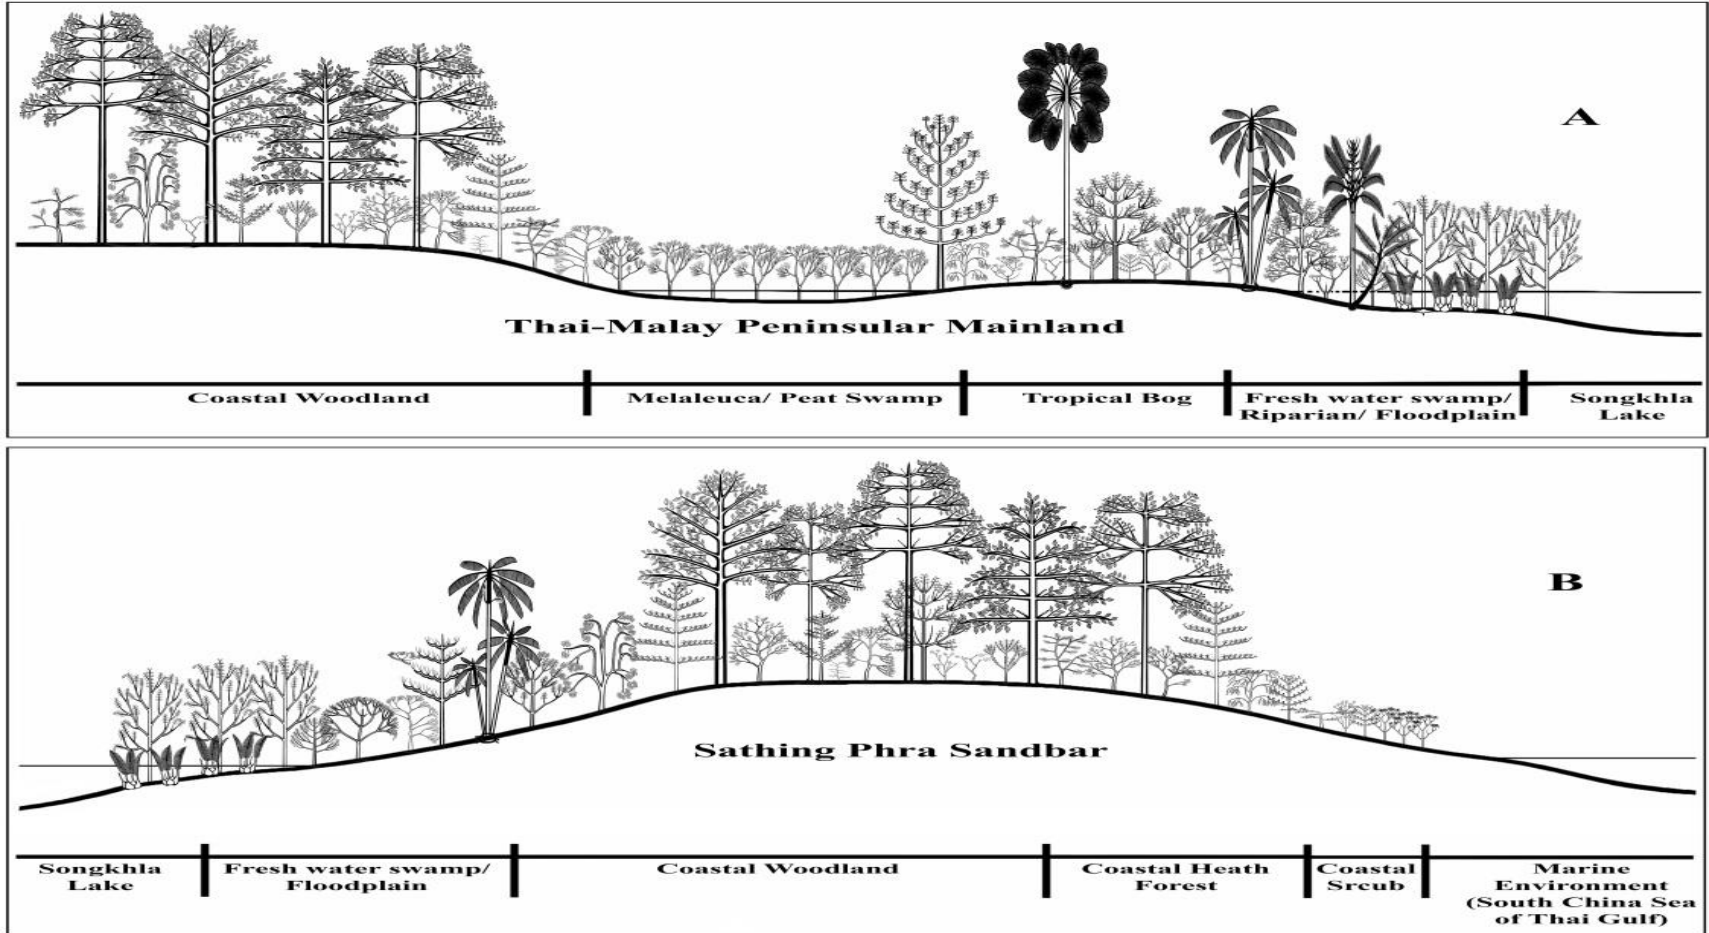 A
Thai-Malay Peninsular Mainland
Coastal Woodland
Melaleuca/ Peat Swamp
Tropical Bog
Fresh water swamp/
Riparian/ Floodplain
Songkhla
Lake
B
Sathing Phra Sandbar
Songkhla
Lake
Fresh water swamp/
Floodplain
Coastal Woodland
Coastal Heath
Forest
Coastal
Srcub
Marine
Environment
(South China Sea
of Thai Gulf)